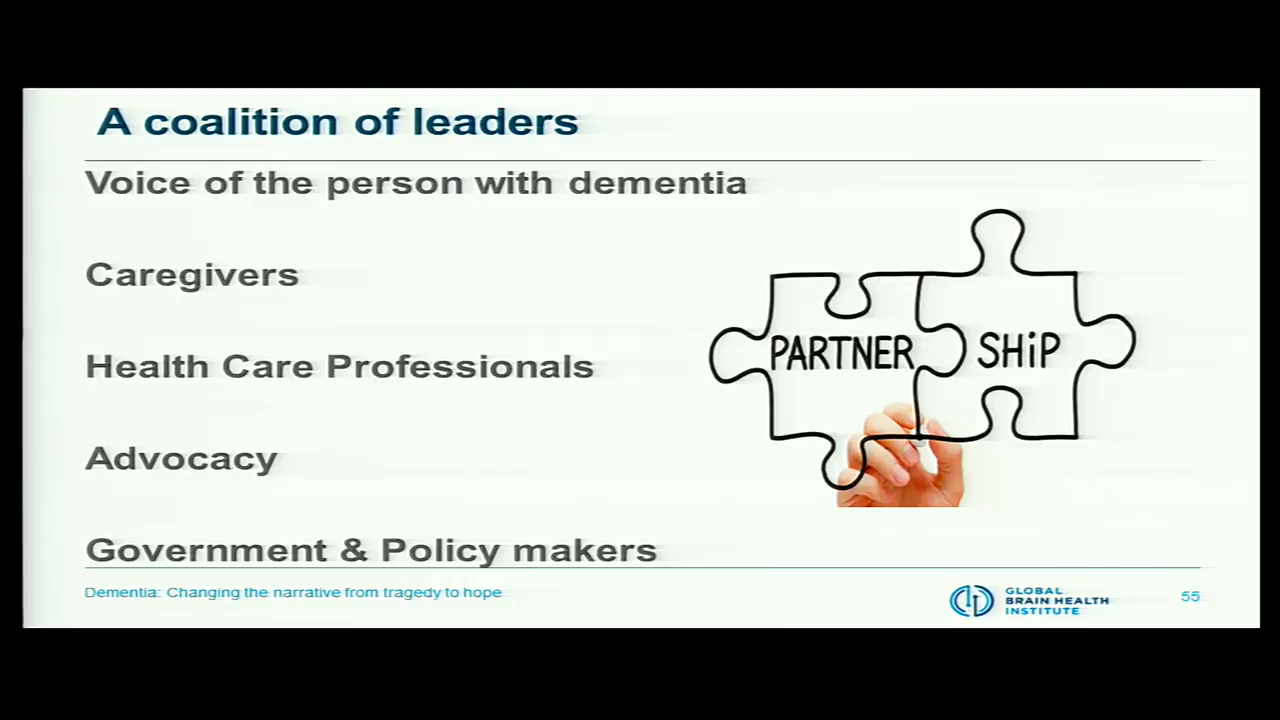 A coalition of leaders
Voice of the person with dementia
Caregivers
Health Care Professionals
Advocacy
Government & Policy makers
PARTNER SHiP
Dementia: Changing the narrative from tragedy to hope
GLOBAL
BRAIN HEALTH
INSTITUTE
55